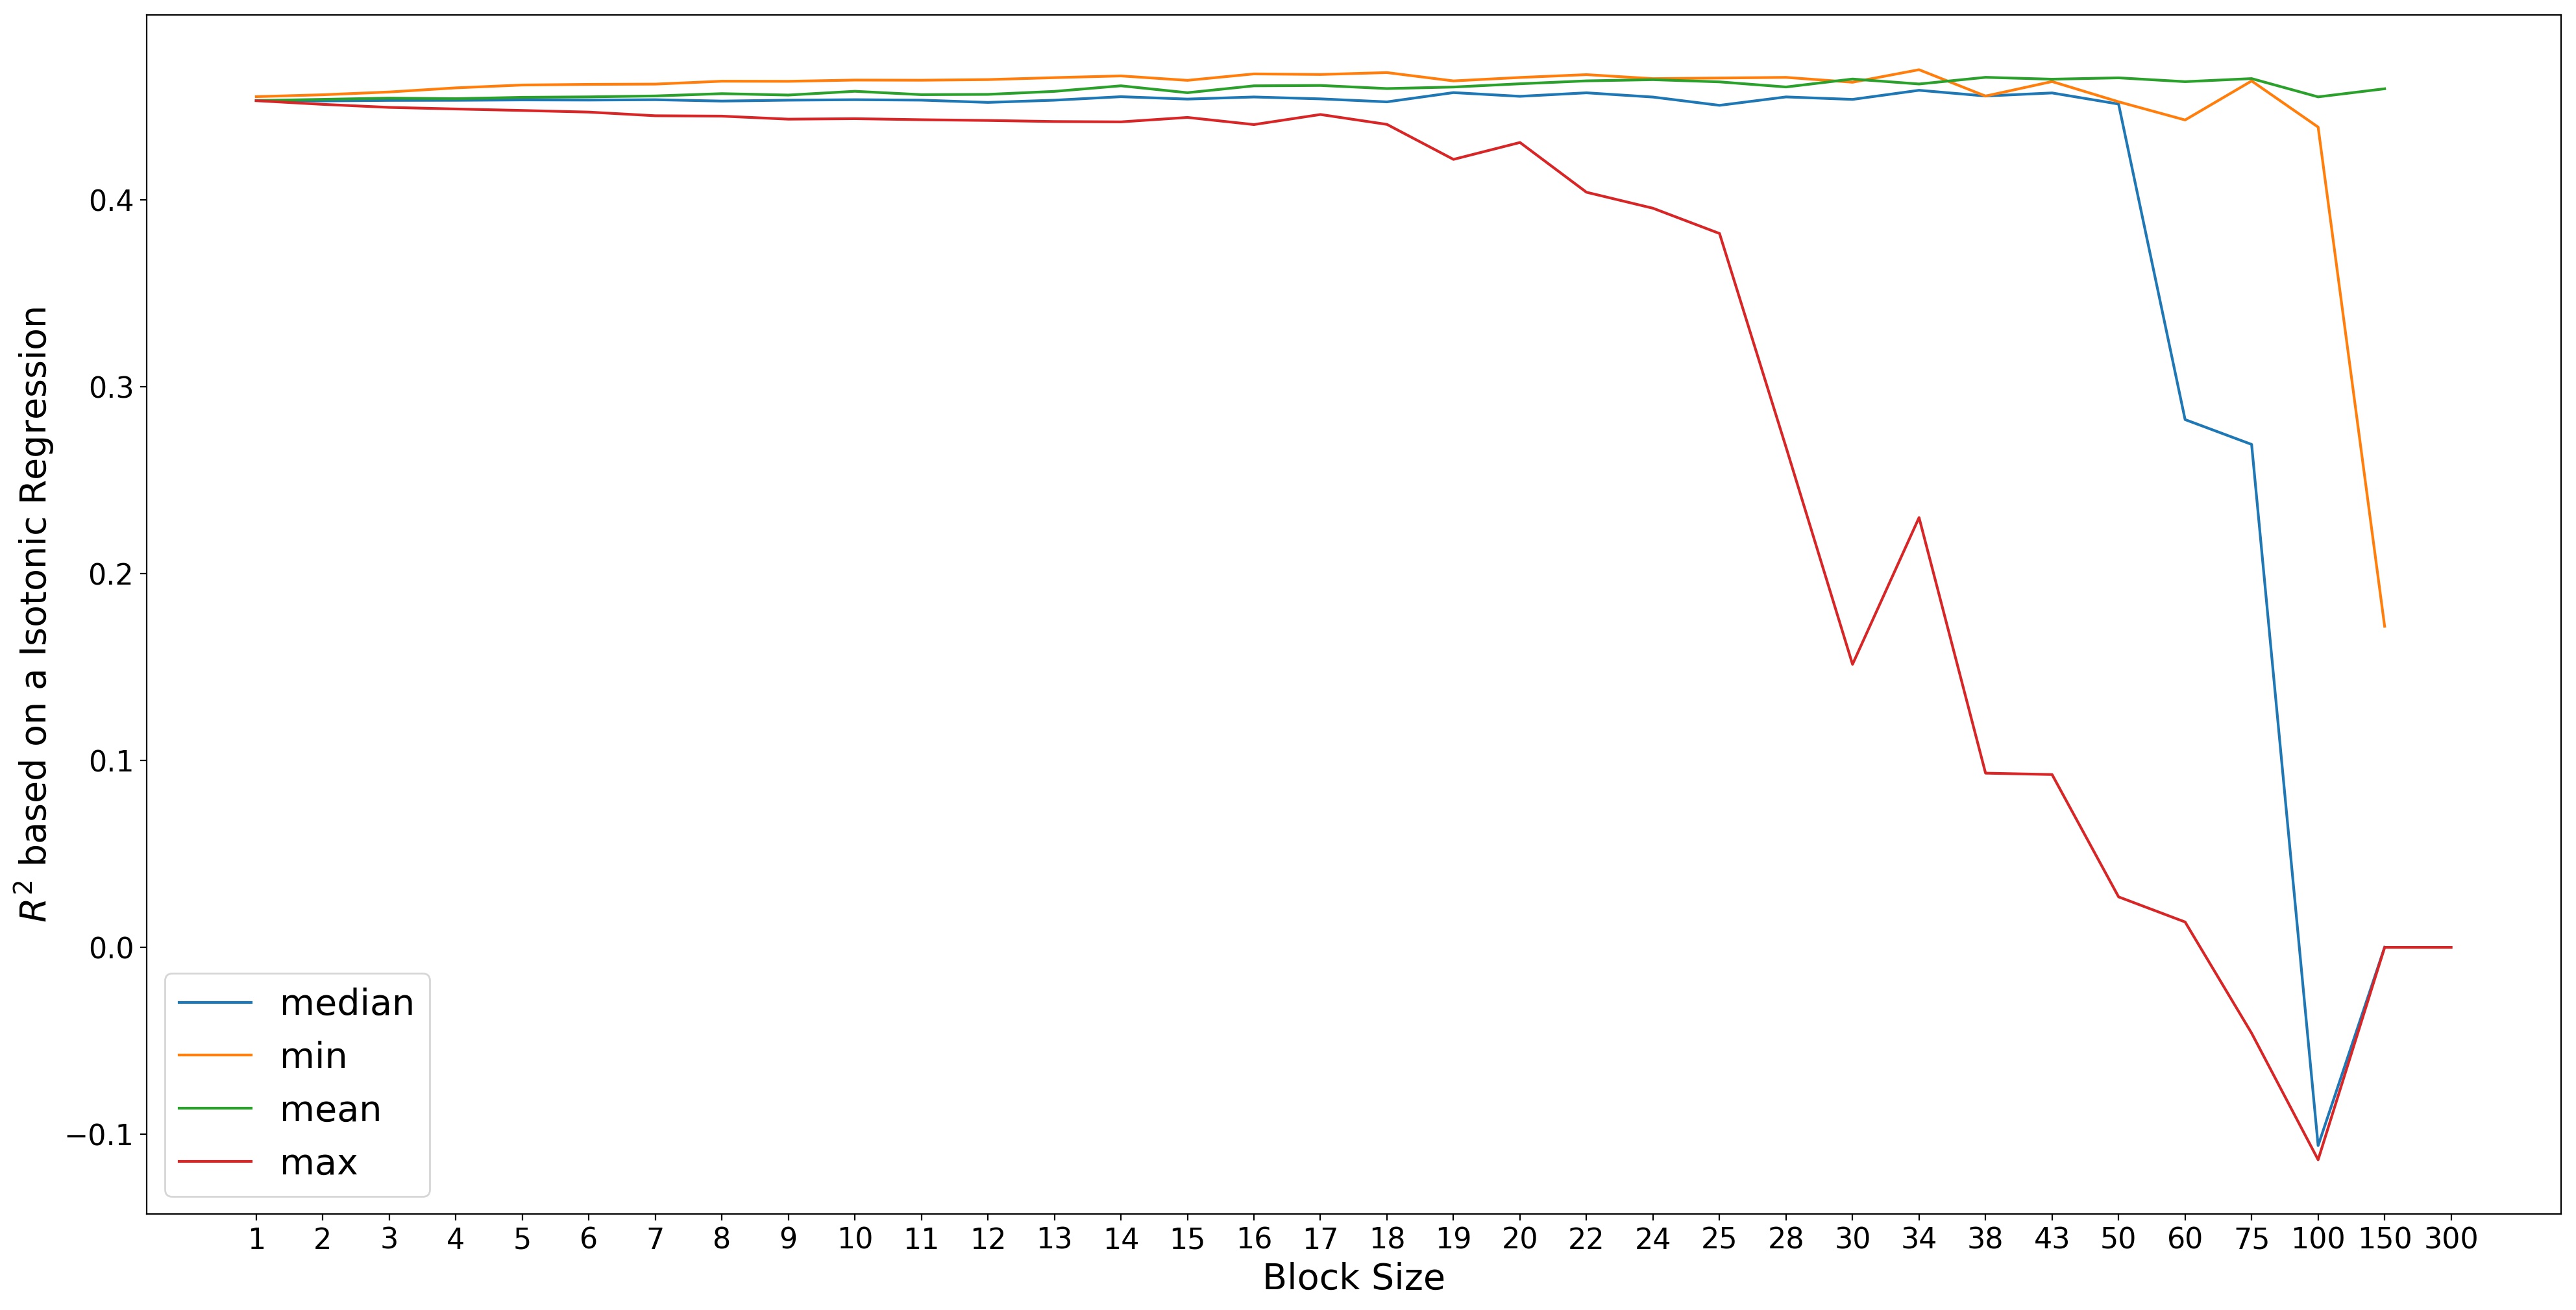 R² based on a Isotonic Regression
0.4
0.3
0.2
0.1
0.0
−0.1
median
min
mean
max
1 2 3 4 5 6 7 8 9 10 11 12 13 14 15 16 17 18 19 20 22 24 25 28 30 34 38 43 50 60 75 100 150 300
Block Size